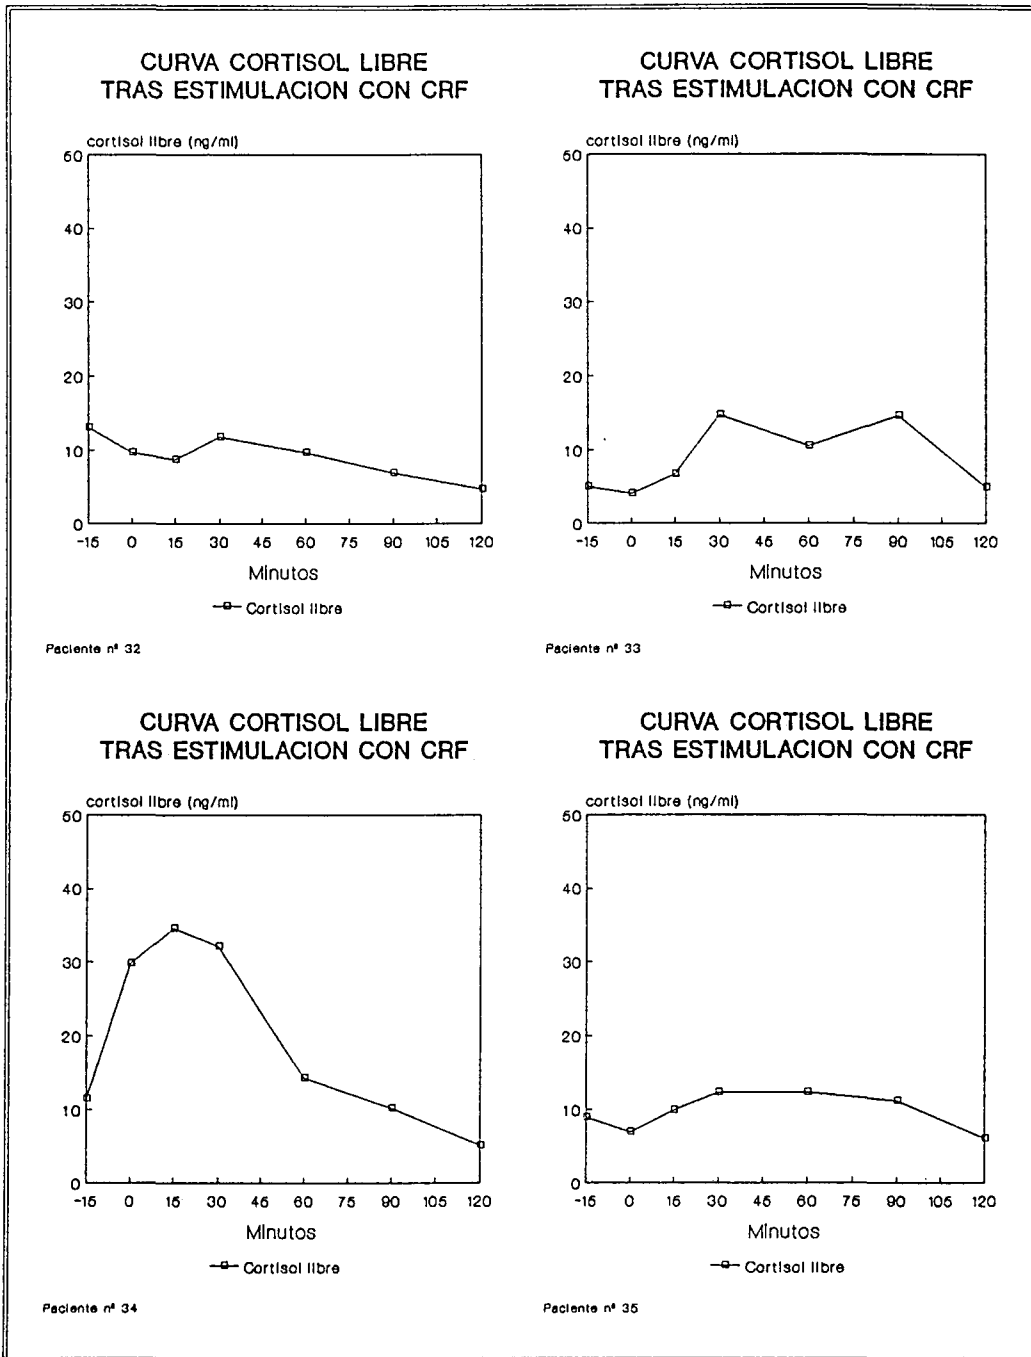 CURVA CORTISOL LIBRE
TRAS ESTIMULACION CON CRF
cortisol libre (ng/ml)
50
40
30
20
10
0
-15 0 15 30 45 60 75 90 105 120
Minutos
Cortisol libre
Paciente nº 32
CURVA CORTISOL LIBRE
TRAS ESTIMULACION CON CRF
cortisol libre (ng/ml)
50
40
30
20
10
0
-15 0 15 30 45 60 75 90 105 120
Minutos
Cortisol libre
Paciente nº 33
CURVA CORTISOL LIBRE
TRAS ESTIMULACION CON CRF
cortisol libre (ng/ml)
50
40
30
20
10
0
-15 0 15 30 45 60 75 90 105 120
Minutos
Cortisol libre
Paciente nº 34
CURVA CORTISOL LIBRE
TRAS ESTIMULACION CON CRF
cortisol libre (ng/ml)
50
40
30
20
10
0
-15 0 15 30 45 60 75 90 105 120
Minutos
Cortisol libre
Paciente nº 35